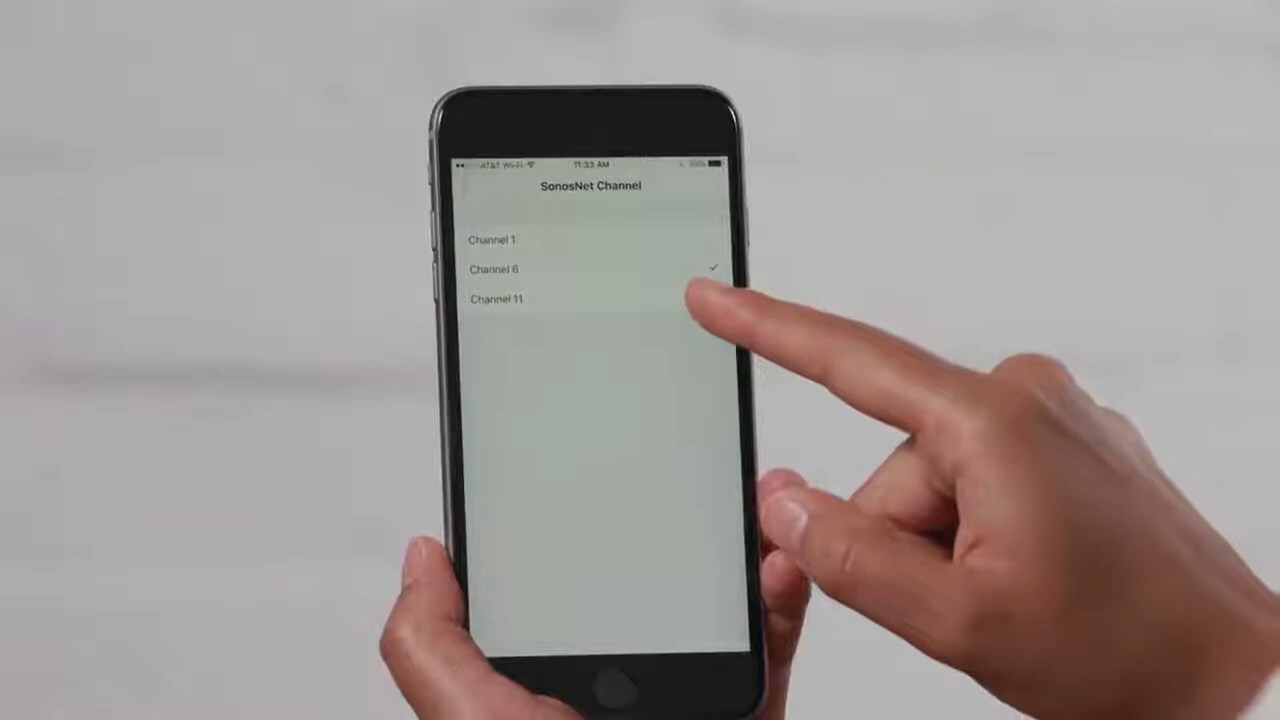 AT&T Wi-Fi 11:33 AM
SonosNet Channel
Channel 1
Channel 6
Channel 11